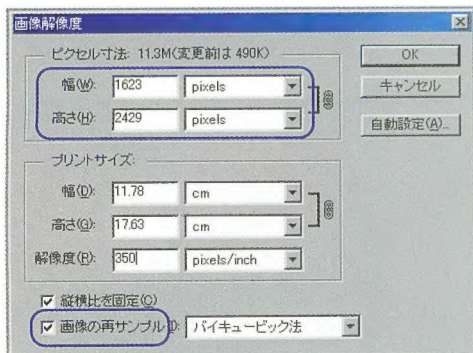 画像解像度
ピクセル寸法: 11.3M(変更前は 490K)
幅(W): 1623 pixels
高さ(H): 2429 pixels
OK
キャンセル
自動設定(A)...
プリントサイズ:
幅(D): 11.78 cm
高さ(G): 17.63 cm
解像度(R): 350 pixels/inch
縦横比を固定(C)
画像の再サンプル(I): バイキュービック法